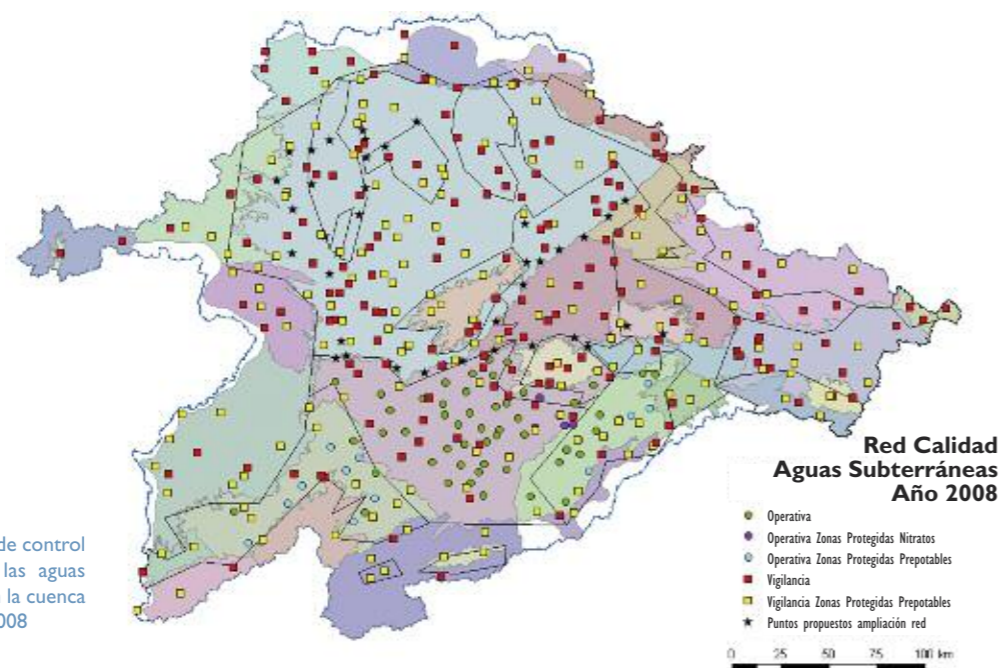 Red Calidad
Aguas Subterráneas
Año 2008
Operativa
Operativa Zonas Protegidas Nitratos
Operativa Zonas Protegidas Prepotables
Vigilancia
Vigilancia Zonas Protegidas Prepotables
Puntos propuestos ampliación red
0 25 50 75 100 km
de control
las aguas
la cuenca
008